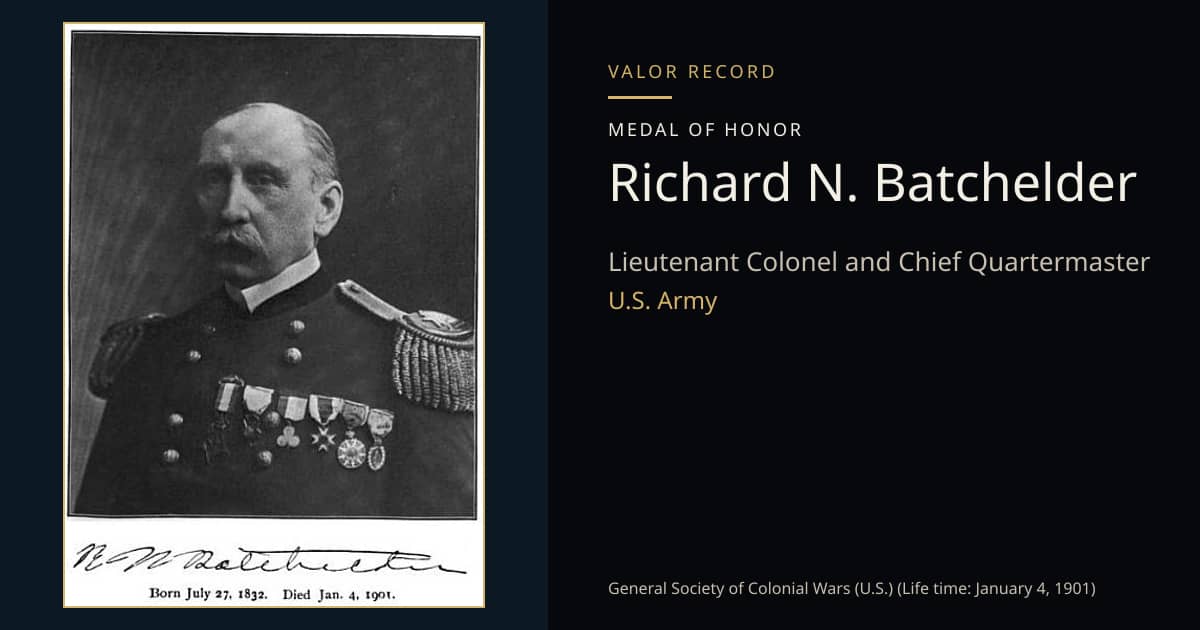 R N Batchelder
Born July 27, 1832. Died Jan. 4, 1901.
VALOR RECORD
MEDAL OF HONOR
Richard N. Batchelder
Lieutenant Colonel and Chief Quartermaster
U.S. Army
General Society of Colonial Wars (U.S.) (Life time: January 4, 1901)